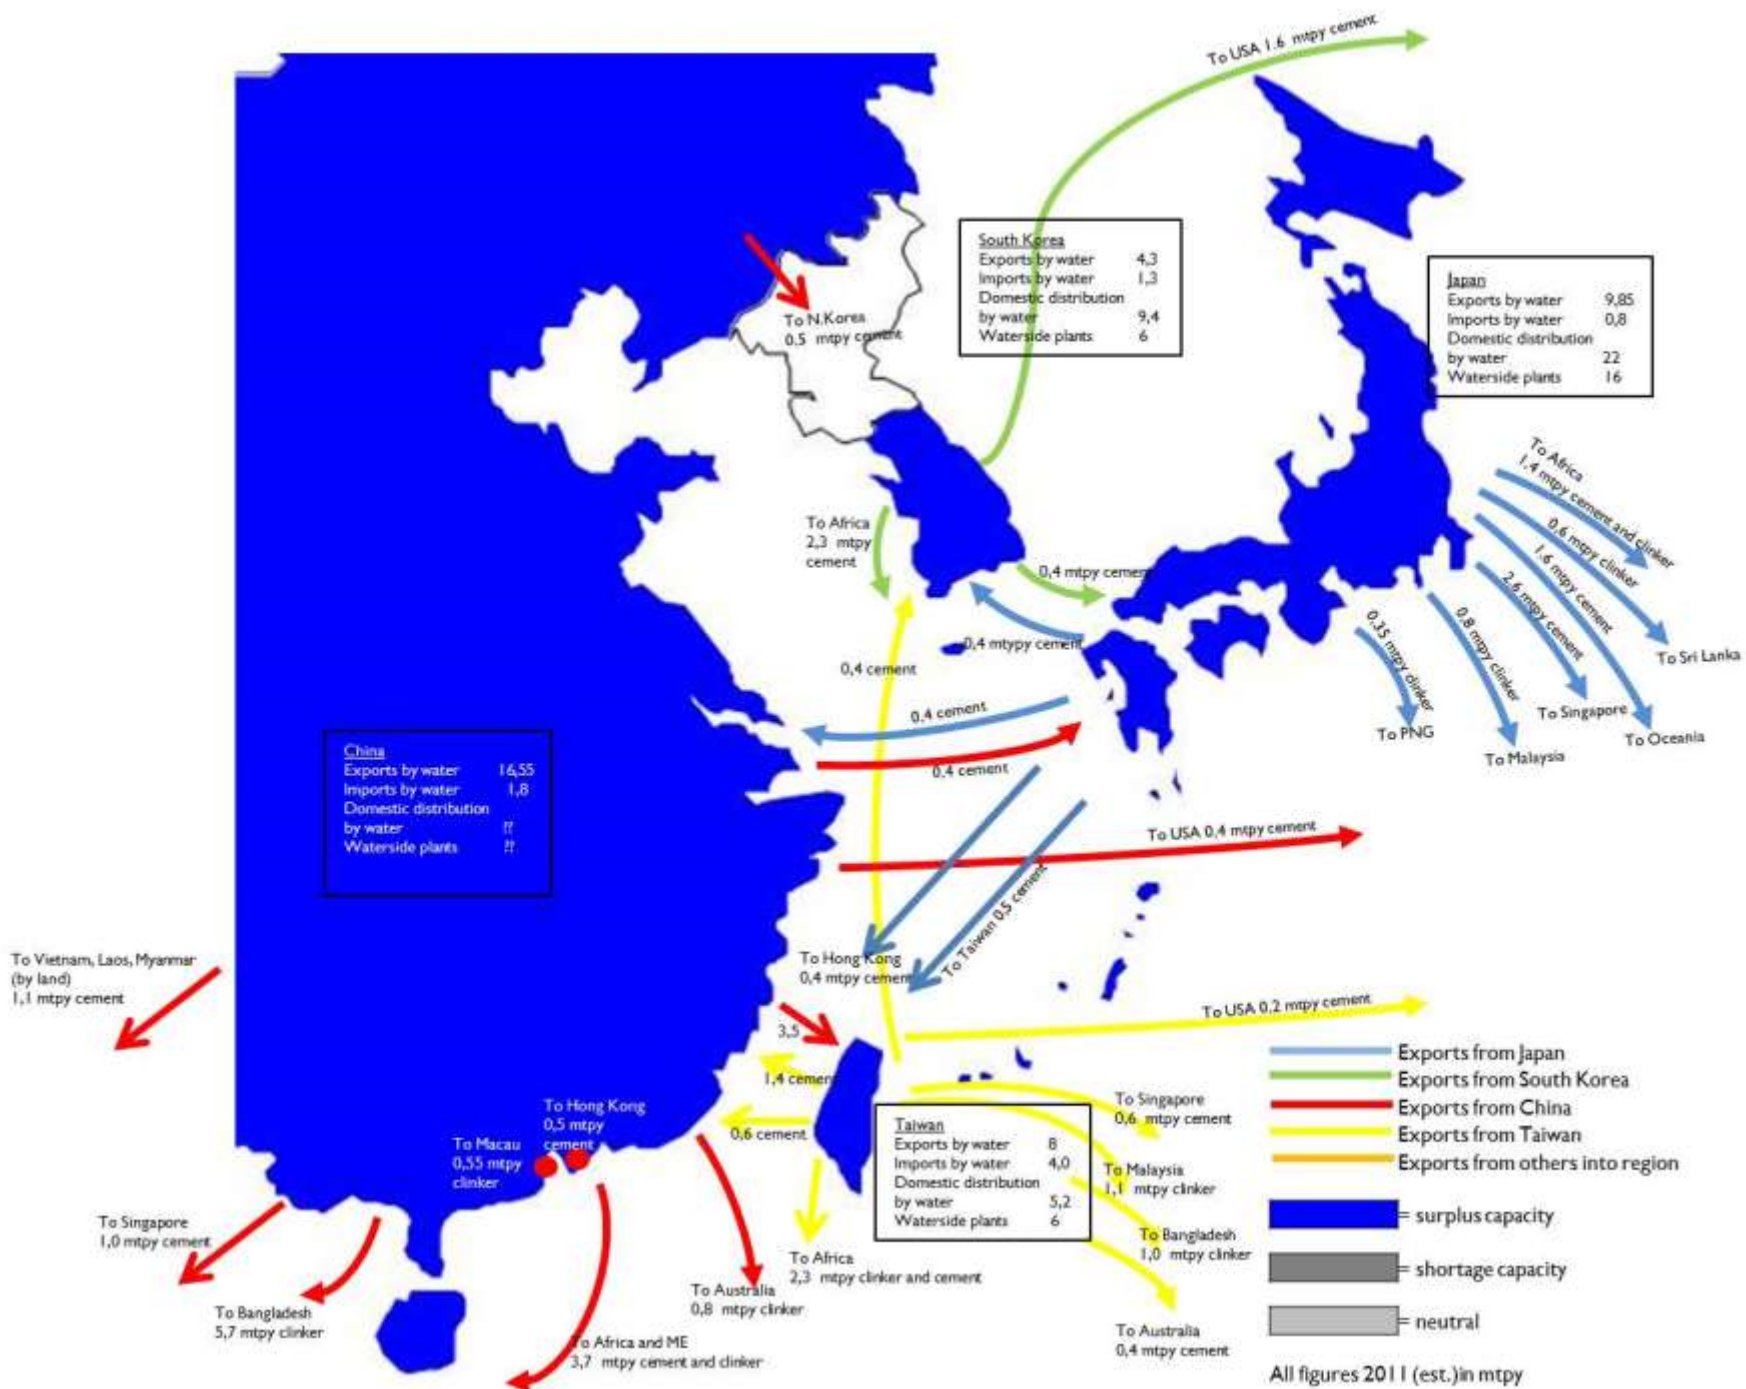 To USA 1.6 mtpy cement
South Korea
Exports by water 4,3
Imports by water 1,3
Domestic distribution
by water 9,4
Waterside plants 6
Japan
Exports by water 9,85
Imports by water 0,8
Domestic distribution
by water 22
Waterside plants 16
To N.Korea
0.5 mtpy cement
To Africa
1.4 mtpy cement and clinker
0,6 mtpy clinker
1.6 mtpy cement
2,6 mtpy cement
0,8 mtpy clinker
0,35 mtpy clinker
To Sri Lanka
To Singapore
To Oceania
To PNG
To Malaysia
To Africa
2,3 mtpy
cement
0,4 mtpy cement
0,4 mtypy cement
0,4 cement
0,4 cement
0,4 cement
China
Exports by water 16,55
Imports by water 1,8
Domestic distribution
by water ??
Waterside plants ??
To USA 0,4 mtpy cement
To Taiwan 0,5 cement
To Hong Kong
0,4 mtpy cement
To Vietnam, Laos, Myanmar
(by land)
1,1 mtpy cement
To USA 0,2 mtpy cement
3,5
1,4 cement
0,6 cement
To Hong Kong
0,5 mtpy
cement
To Macau
0,55 mtpy
clinker
Taiwan
Exports by water 8
Imports by water 4,0
Domestic distribution
by water 5,2
Waterside plants 6
To Singapore
0,6 mtpy cement
To Malaysia
1,1 mtpy clinker
To Bangladesh
1,0 mtpy clinker
To Australia
0,4 mtpy cement
To Singapore
1,0 mtpy cement
To Bangladesh
5,7 mtpy clinker
To Africa and ME
3,7 mtpy cement and clinker
To Australia
0,8 mtpy clinker
To Africa
2,3 mtpy clinker and cement
Exports from Japan
Exports from South Korea
Exports from China
Exports from Taiwan
Exports from others into region
= surplus capacity
= shortage capacity
= neutral
All figures 2011 (est.)in mtpy